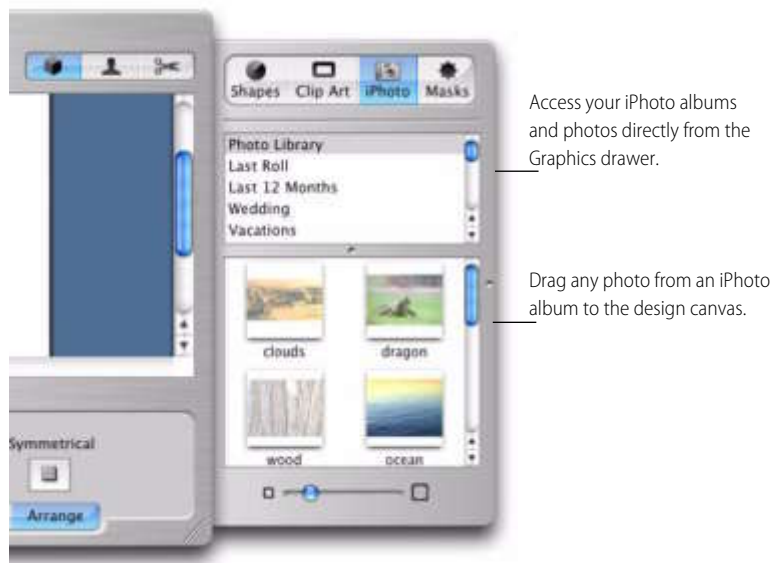 Shapes Clip Art iPhoto Masks
Photo Library
Last Roll
Last 12 Months
Wedding
Vacations
clouds dragon
wood ocean
Symmetrical
Arrange
Access your iPhoto albums
and photos directly from the
Graphics drawer.
Drag any photo from an iPhoto
album to the design canvas.